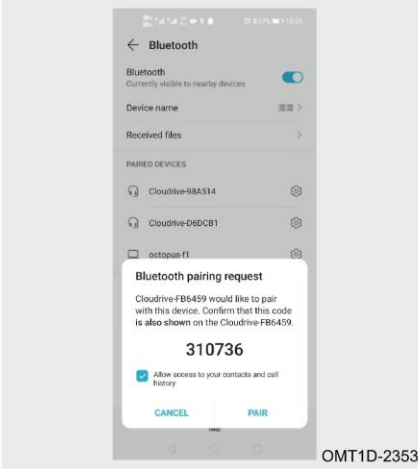 Bluetooth
Bluetooth
Currently visible to nearby devices
Device name
Received files
PAIRED DEVICES
Cloudrive-98A514
Cloudrive-D6DCB1
octopus-f1
Bluetooth pairing request
Cloudrive-FB6459 would like to pair
with this device. Confirm that this code
is also shown on the Cloudrive-FB6459.
310736
Allow access to your contacts and call
history
CANCEL PAIR
OMT1D-2353